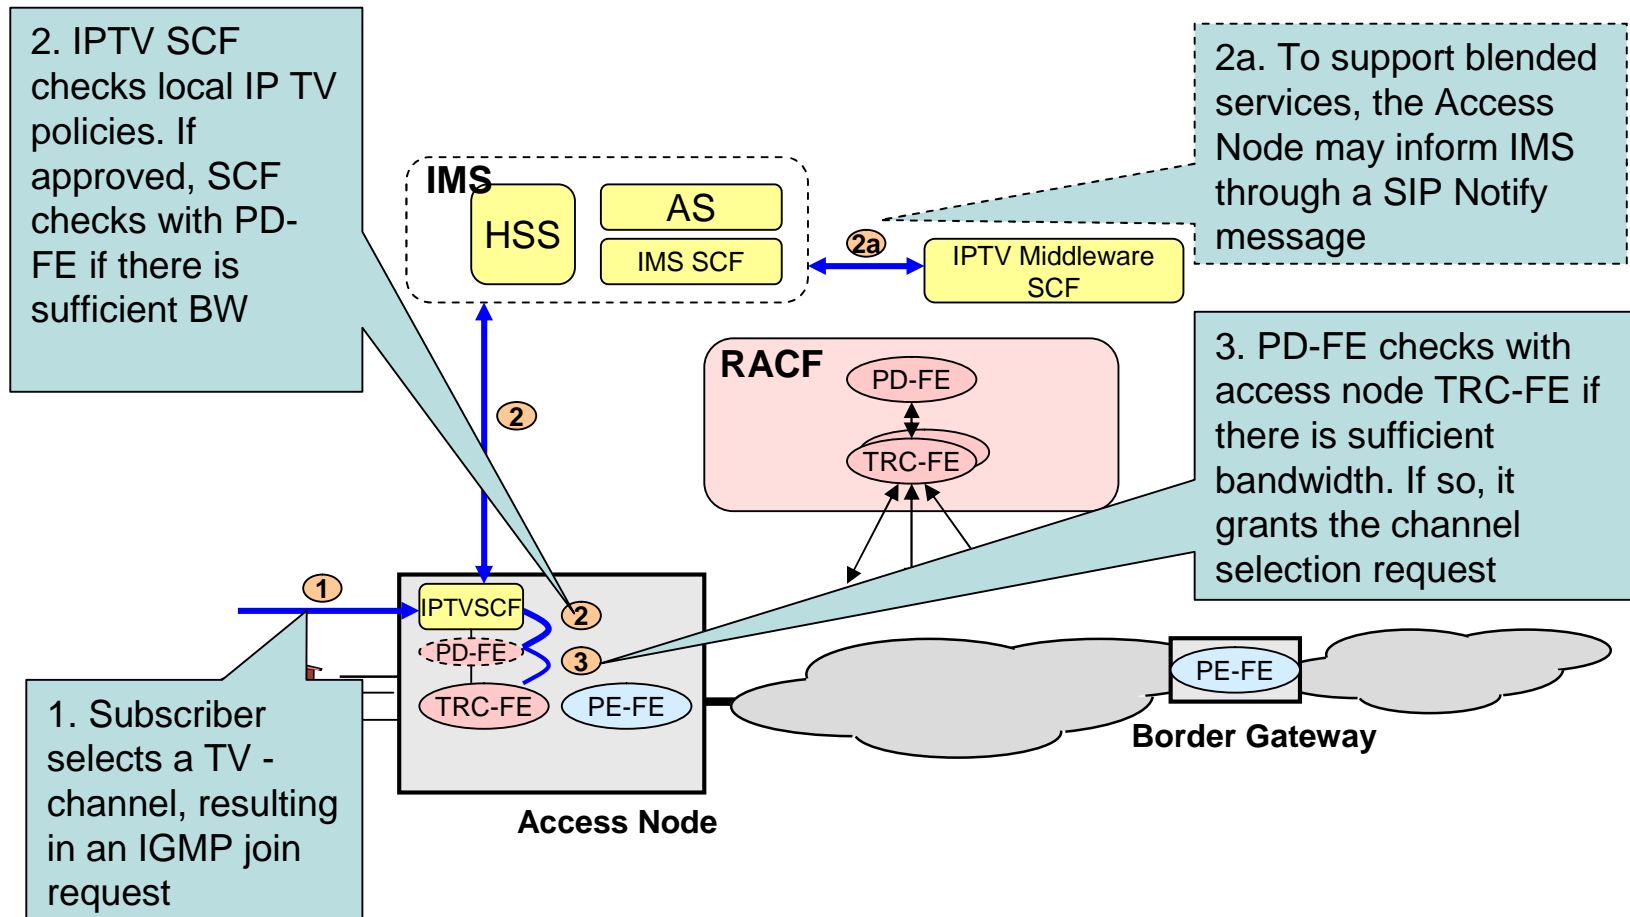 2. IPTV SCF
checks local IP TV
policies. If
approved, SCF
checks with PD-
FE if there is
sufficient BW
2a. To support blended
services, the Access
Node may inform IMS
through a SIP Notify
message
IMS
HSS
AS
IMS SCF
2a
IPTV Middleware
SCF
2
RACF
PD-FE
TRC-FE
3. PD-FE checks with
access node TRC-FE if
there is sufficient
bandwidth. If so, it
grants the channel
selection request
1
IPTVSCF
2
PD-FE
3
TRC-FE
PE-FE
PE-FE
Border Gateway
Access Node
1. Subscriber
selects a TV -
channel, resulting
in an IGMP join
request